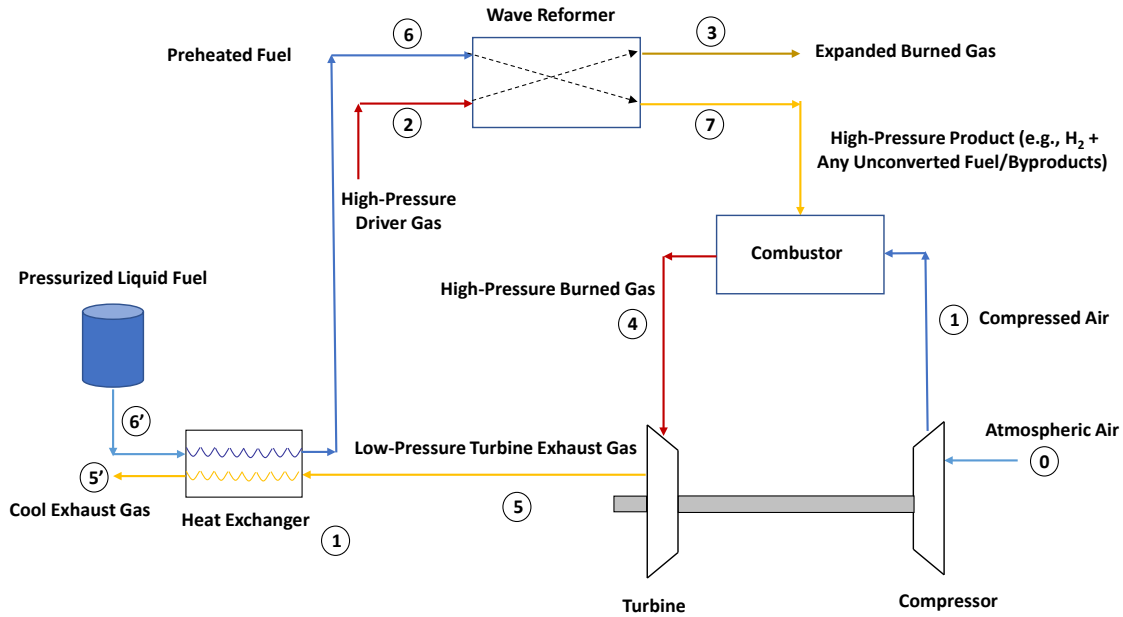 Wave Reformer
6
3
Preheated Fuel
Expanded Burned Gas
2
7
High-Pressure Product (e.g., H₂ +
Any Unconverted Fuel/Byproducts)
High-Pressure
Driver Gas
Combustor
Pressurized Liquid Fuel
High-Pressure Burned Gas
4
1
Compressed Air
6’
Low-Pressure Turbine Exhaust Gas
Atmospheric Air
0
5’
Cool Exhaust Gas
Heat Exchanger
5
1
Turbine
Compressor